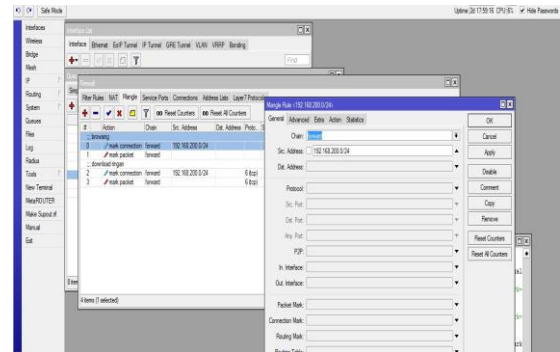 Safe Mode
Uptime: 2d 17:59:16 CPU: 6% Hide Passwords
Interfaces
Wireless
Bridge
Mesh
IP
Routing
System
Queues
Files
Log
Radius
Tools
New Terminal
MetaROUTER
Make Supout.rif
Manual
Exit
Interface List
Interface Ethernet EoIP Tunnel IP Tunnel GRE Tunnel VLAN VRRP Bonding
Find
Firewall
Filter Rules NAT Mangle Service Ports Connections Address Lists Layer7 Protocols
Reset Counters Reset All Counters
# Action Chain Src. Address Dst. Address Proto...
::: browsing
0 mark connection forward 192.168.200.0/24
1 mark packet forward
::: download ringan
2 mark connection forward 192.168.200.0/24 6 (tcp)
3 mark packet forward 6 (tcp)
4 items (1 selected)
Mangle Rule <192.168.200.0/24>
General Advanced Extra Action Statistics
Chain: forward
Src. Address: 192.168.200.0/24
Dst. Address:
Protocol:
Src. Port:
Dst. Port:
Any. Port:
P2P:
In. Interface:
Out. Interface:
Packet Mark:
Connection Mark:
Routing Mark:
Routing Table:
OK
Cancel
Apply
Disable
Comment
Copy
Remove
Reset Counters
Reset All Counters